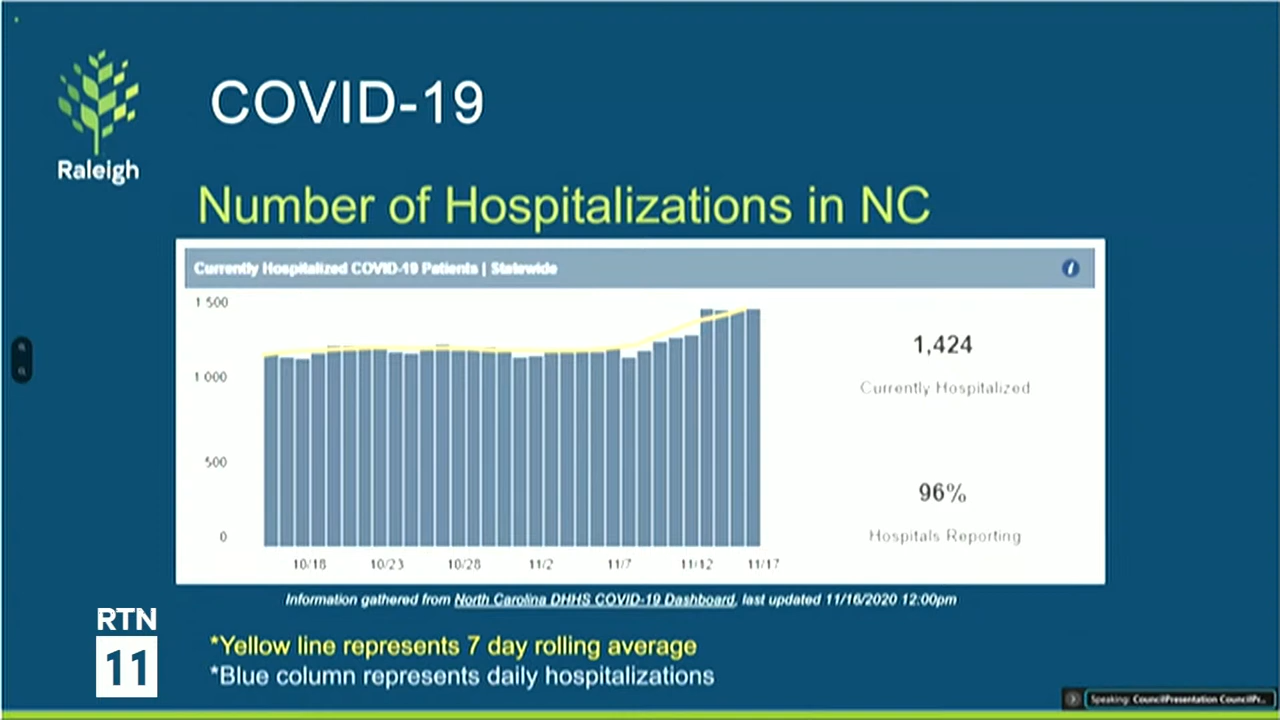 Raleigh
COVID-19
Number of Hospitalizations in NC
Currently Hospitalized COVID-19 Patients | Statewide
i
1 500
1 000
500
0
10/18 10/23 10/28 11/2 11/7 11/12 11/17
1,424
Currently Hospitalized
96%
Hospitals Reporting
Information gathered from North Carolina DHHS COVID-19 Dashboard, last updated 11/16/2020 12:00pm
*Yellow line represents 7 day rolling average
*Blue column represents daily hospitalizations
RTN
11
Speaking: CouncilPresentation CouncilPr...